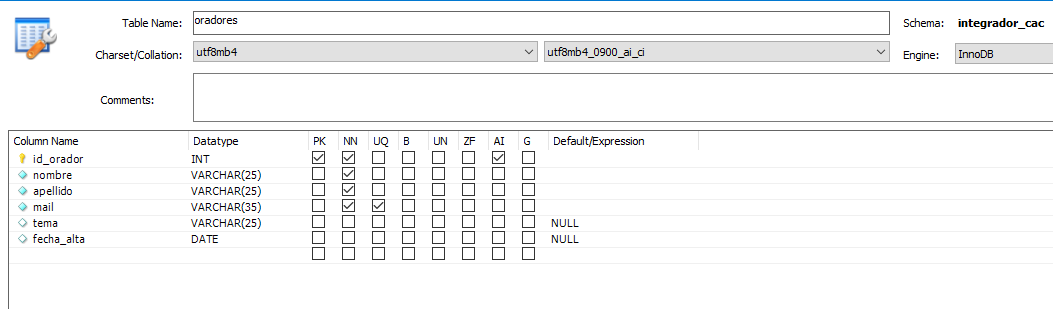 Table Name: oradores Schema: integrador_cac
Charset/Collation: utf8mb4 utf8mb4_0900_ai_ci Engine: InnoDB
Comments:
Column Name Datatype PK NN UQ B UN ZF AI G Default/Expression
id_orador INT
nombre VARCHAR(25)
apellido VARCHAR(25)
mail VARCHAR(35)
tema VARCHAR(25) NULL
fecha_alta DATE NULL